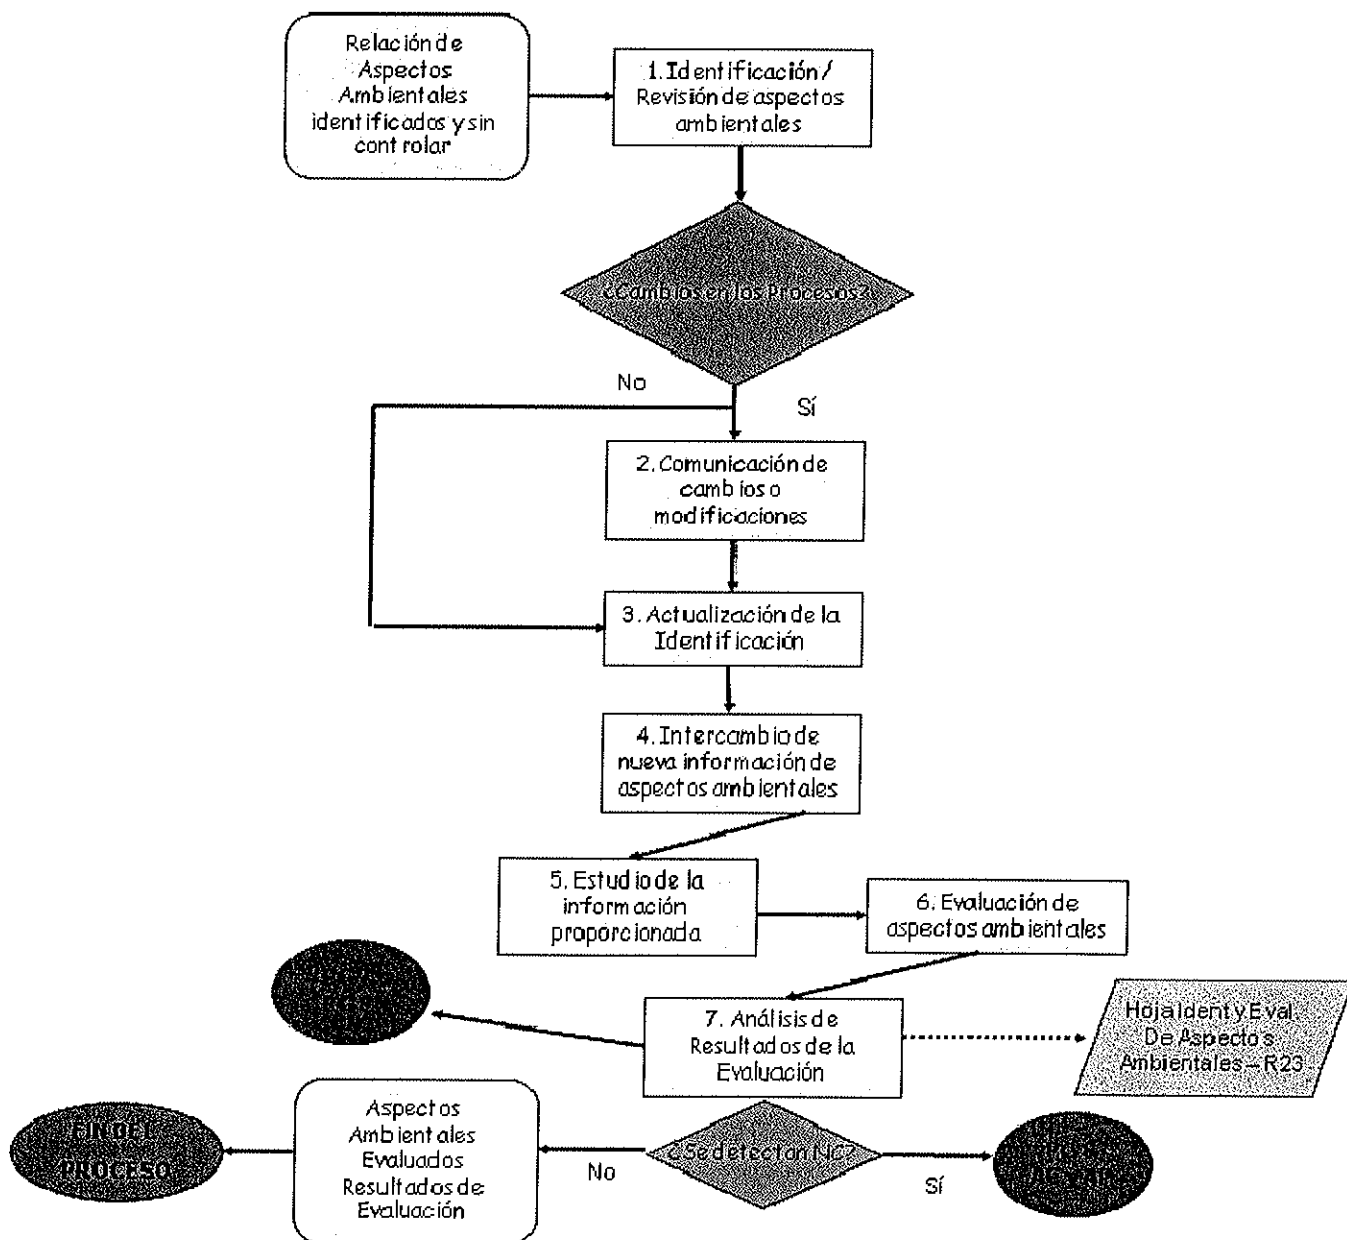 Relación de
Aspectos
Ambientales
identificados y sin
controlar
1. Identificación /
Revisión de aspectos
ambientales
¿Cambios en los Procesos?
No
Sí
2. Comunicación de
cambios o
modificaciones
3. Actualización de la
Identificación
4. Intercambio de
nueva información de
aspectos ambientales
5. Estudio de la
información
proporcionada
6. Evaluación de
aspectos ambientales
7. Análisis de
Resultados de la
Evaluación
Hoja Ident y Eval.
De Aspectos
Ambientales – R23
¿Se detectan NC?
No
Sí
Aspectos
Ambientales
Evaluados
Resultados de
Evaluación
FIN DEL
PROCESO